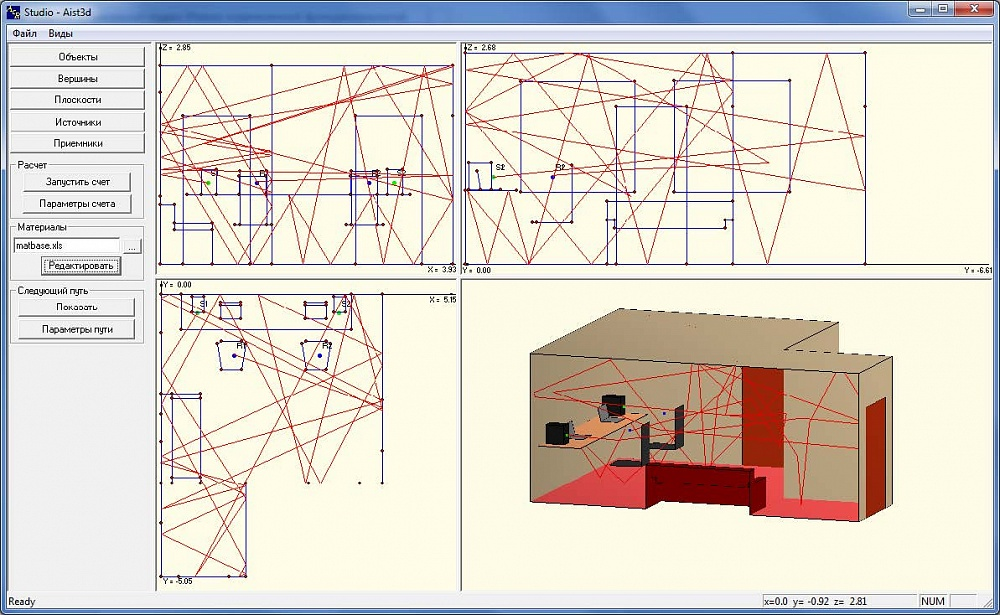 Studio - Aist3d
Файл Виды
Объекты
Вершины
Плоскости
Источники
Приемники
Расчет
Запустить счет
Параметры счета
Материалы
matbase.xls
...
Редактировать
Следующий путь
Показать
Параметры пути
Z = 2.85
S1
R1
R2
S2
X = 3.93
Z = 2.68
S2
R2
Y = 0.00
Y = -6.61
Y = 0.00
X = 5.15
S1
S2
R1
R2
Y = -5.05
Ready
x=0.0 y= -0.92 z= 2.81
NUM